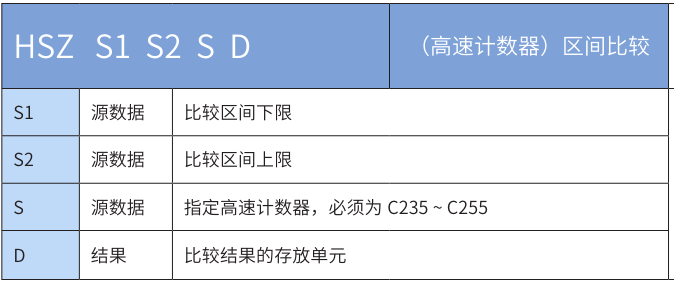 HSZ S1 S2 S D （高速计数器）区间比较
S1 源数据 比较区间下限
S2 源数据 比较区间上限
S 源数据 指定高速计数器，必须为 C235 ~ C255
D 结果 比较结果的存放单元